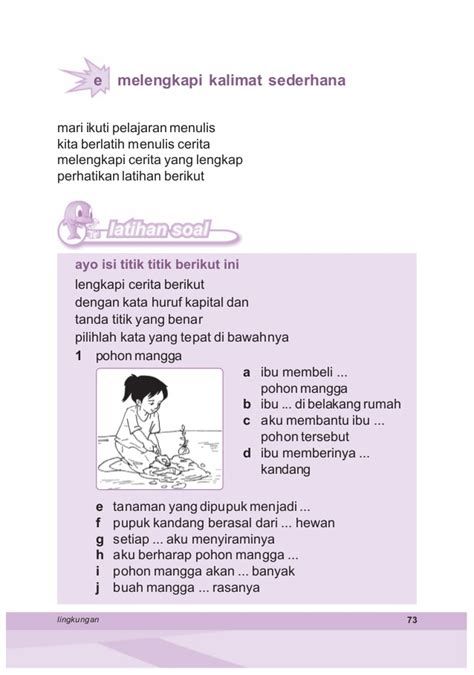 e melengkapi kalimat sederhana
mari ikuti pelajaran menulis
kita berlatih menulis cerita
melengkapi cerita yang lengkap
perhatikan latihan berikut
latihan soal
ayo isi titik titik berikut ini
lengkapi cerita berikut
dengan kata huruf kapital dan
tanda titik yang benar
pilihlah kata yang tepat di bawahnya
1 pohon mangga
a ibu membeli ...
pohon mangga
b ibu ... di belakang rumah
c aku membantu ibu ...
pohon tersebut
d ibu memberinya ...
kandang
e tanaman yang dipupuk menjadi ...
f pupuk kandang berasal dari ... hewan
g setiap ... aku menyiraminya
h aku berharap pohon mangga ...
i pohon mangga akan ... banyak
j buah mangga ... rasanya
lingkungan 73